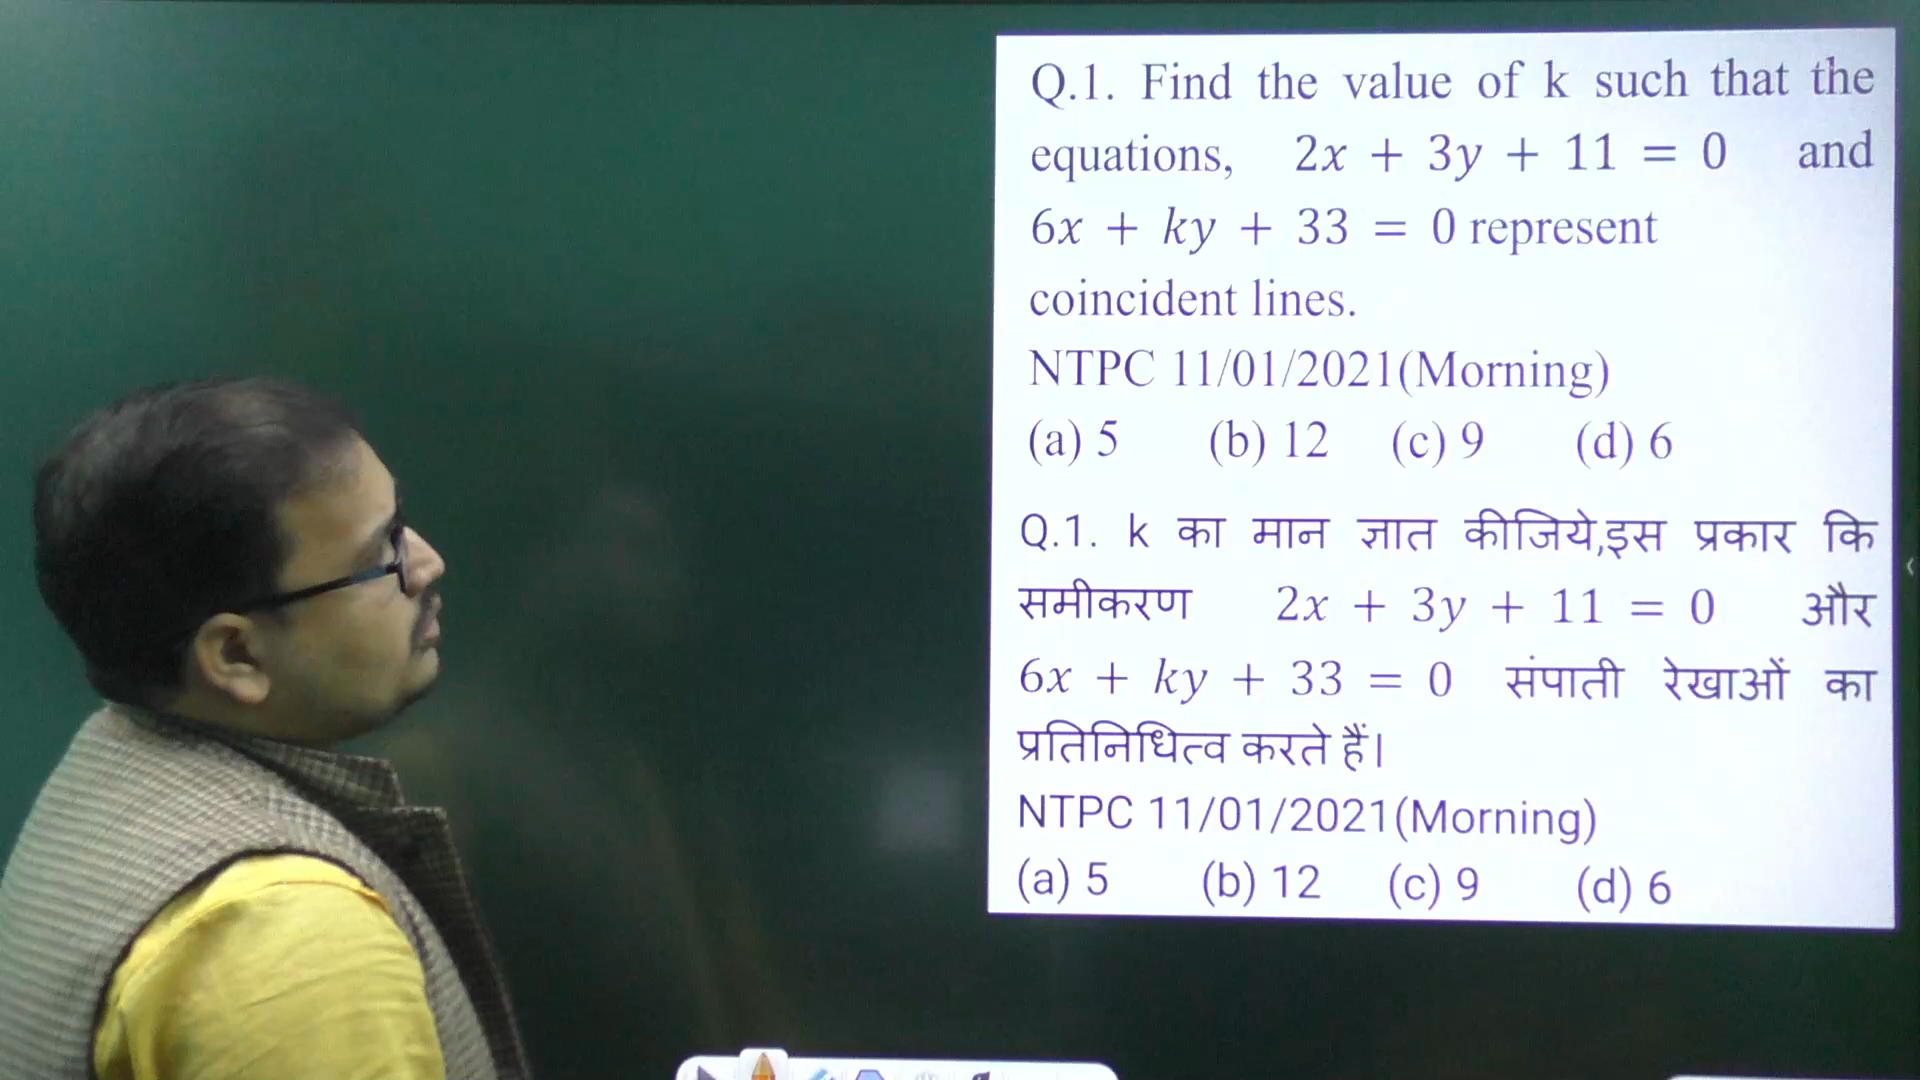 Q.1. Find the value of k such that the
equations, 2x + 3y + 11 = 0 and
6x + ky + 33 = 0 represent
coincident lines.
NTPC 11/01/2021(Morning)
(a) 5 (b) 12 (c) 9 (d) 6
Q.1. k का मान ज्ञात कीजिये,इस प्रकार कि
समीकरण 2x + 3y + 11 = 0 और
6x + ky + 33 = 0 संपाती रेखाओं का
प्रतिनिधित्व करते हैं।
NTPC 11/01/2021(Morning)
(a) 5 (b) 12 (c) 9 (d) 6